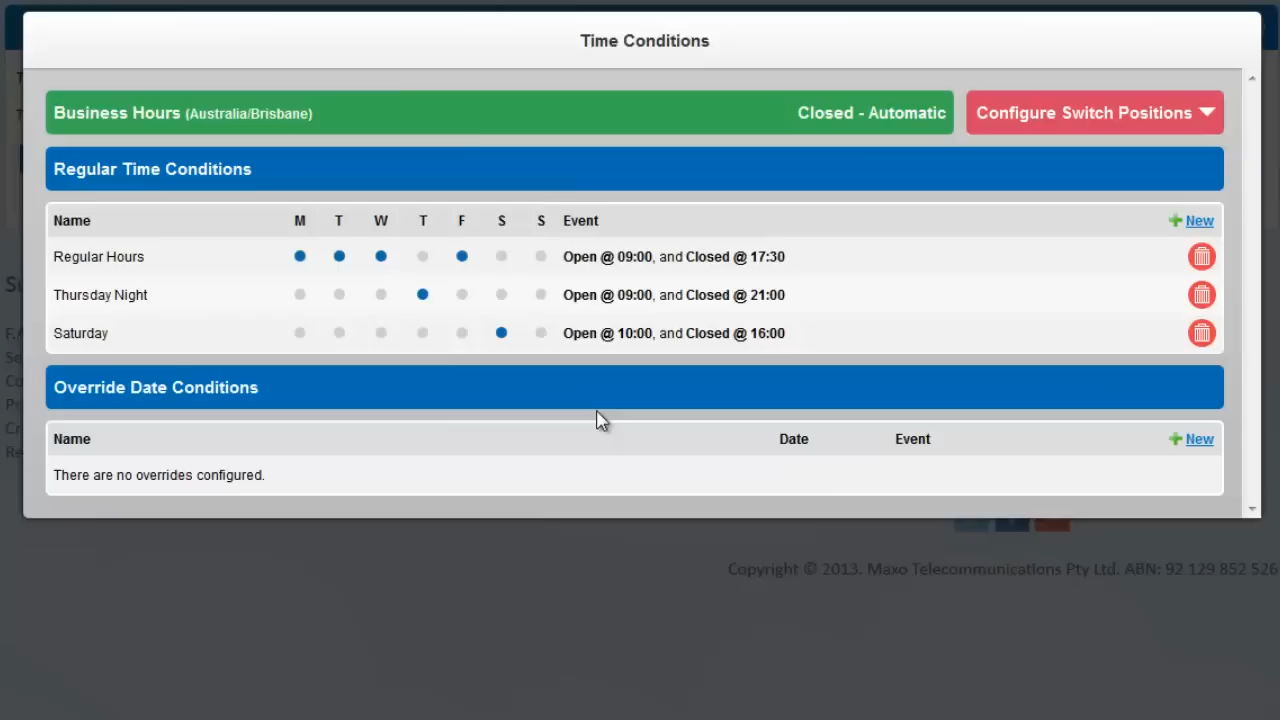 Time Conditions
Business Hours (Australia/Brisbane) Closed - Automatic Configure Switch Positions
Regular Time Conditions
Name M T W T F S S Event New
Regular Hours Open @ 09:00, and Closed @ 17:30
Thursday Night Open @ 09:00, and Closed @ 21:00
Saturday Open @ 10:00, and Closed @ 16:00
Override Date Conditions
Name Date Event New
There are no overrides configured.
Copyright © 2013. Maxo Telecommunications Pty Ltd. ABN: 92 129 852 526